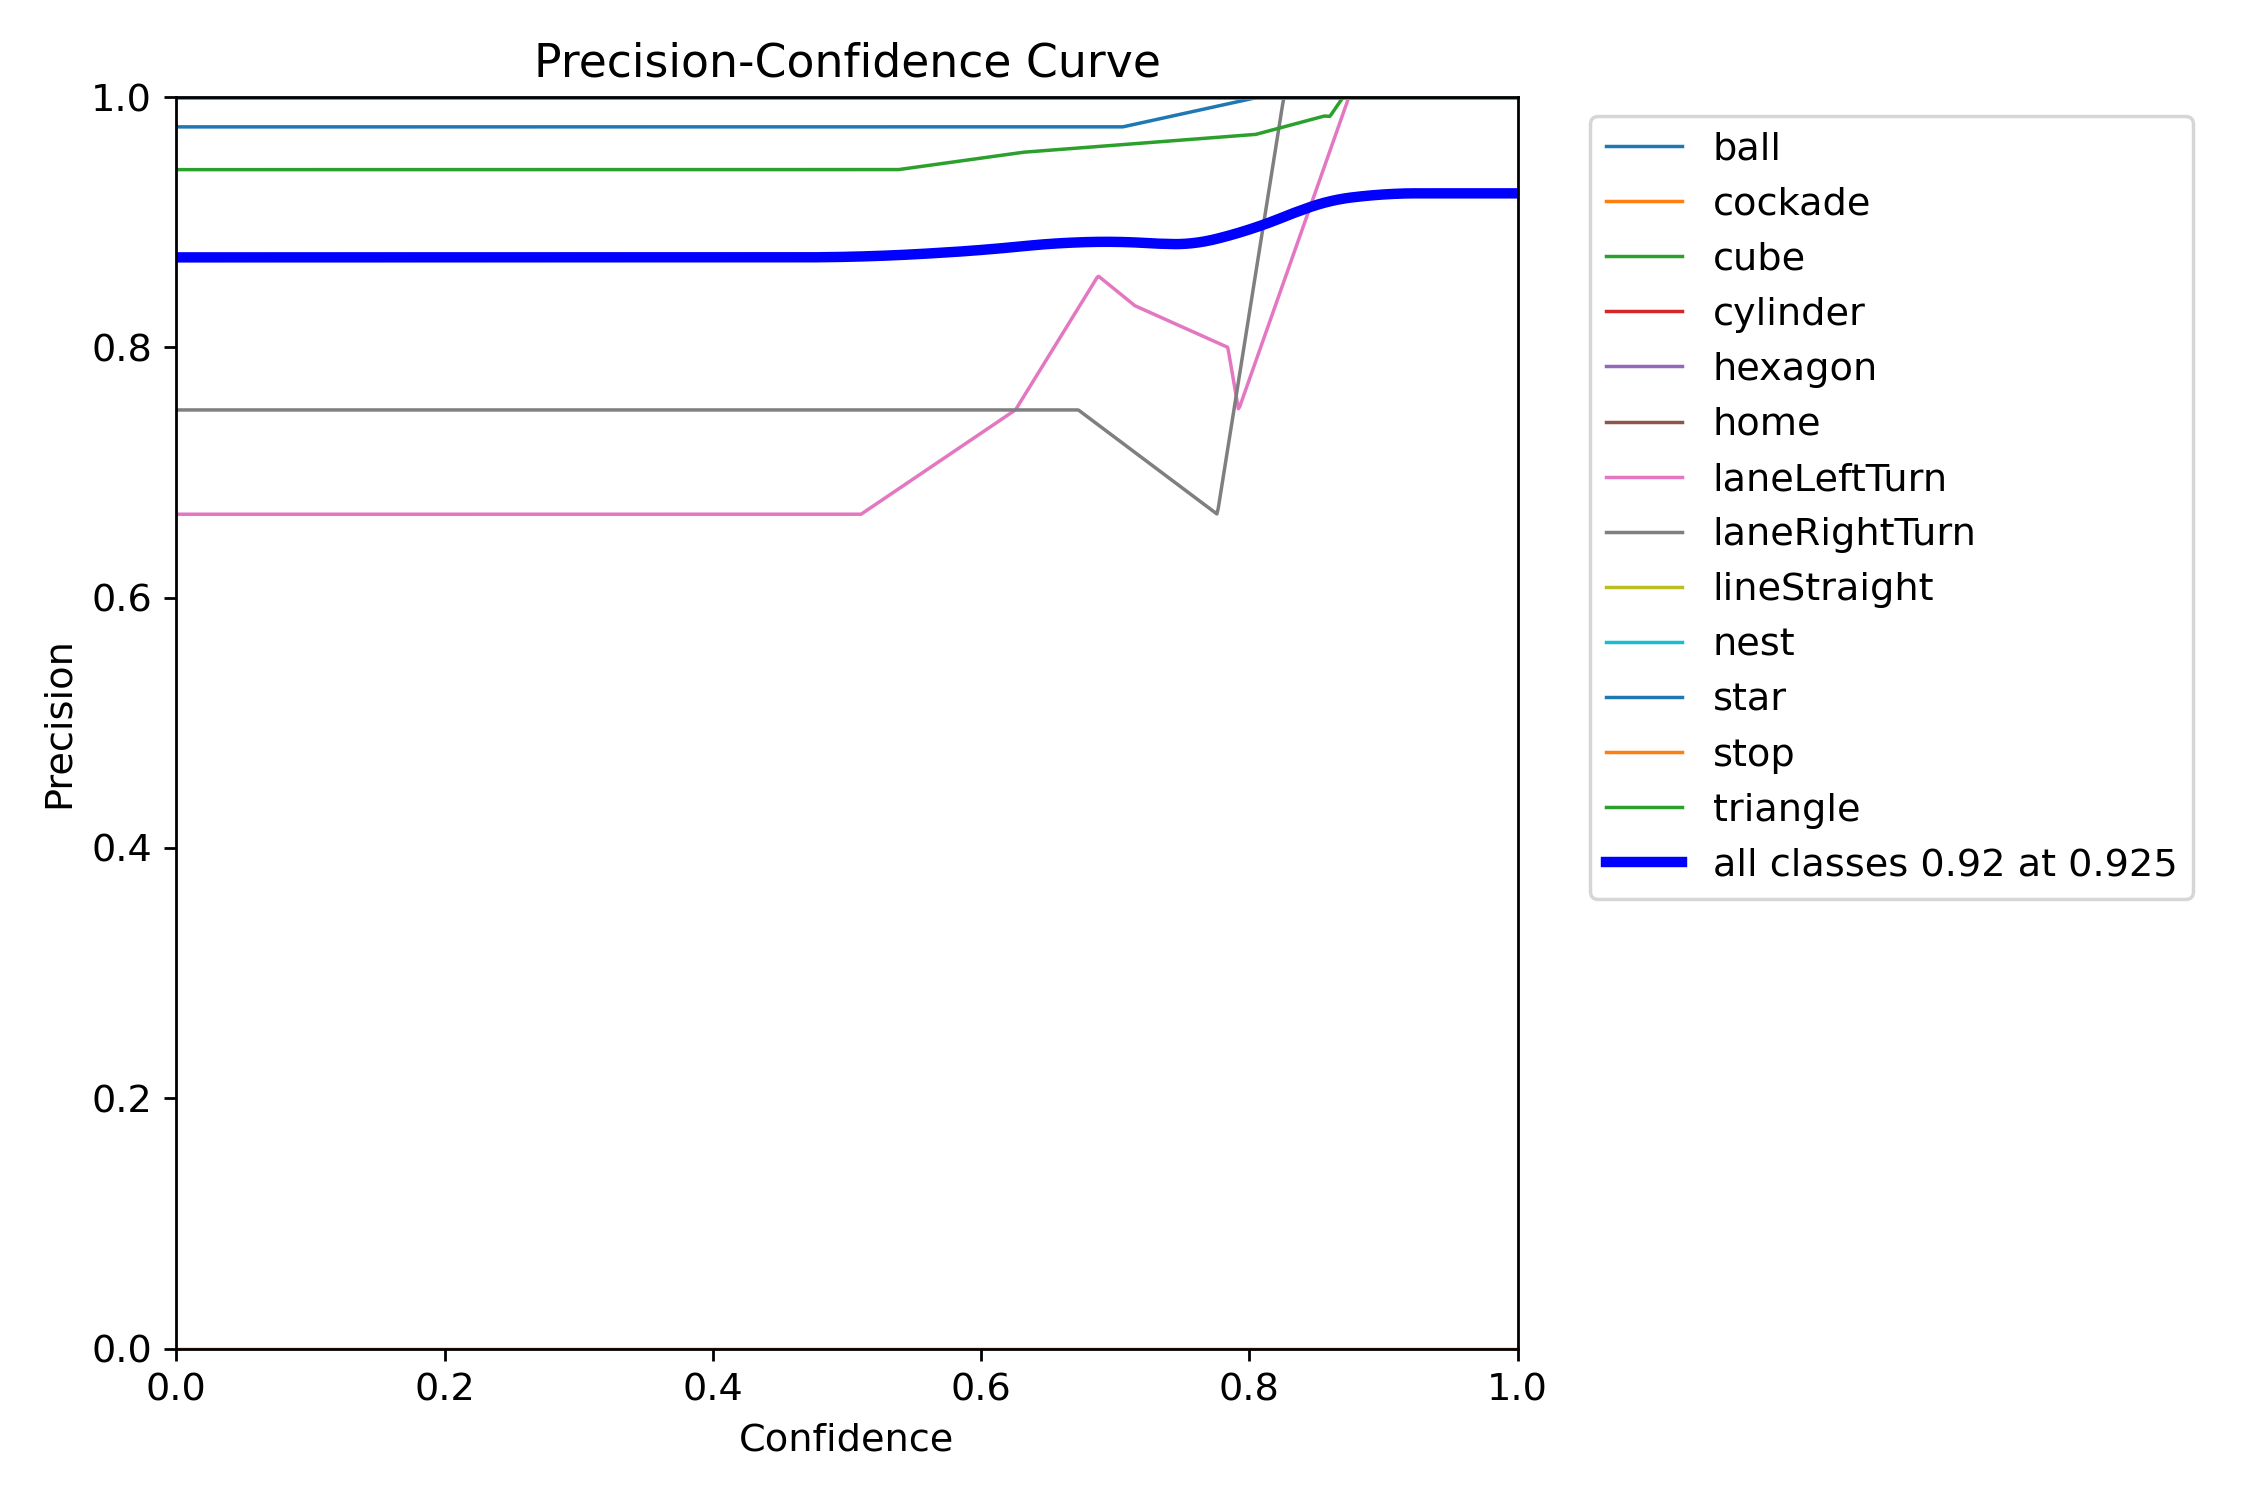 Precision-Confidence Curve
1.0
0.8
0.6
0.4
0.2
0.0
Precision
0.0 0.2 0.4 0.6 0.8 1.0
Confidence
ball
cockade
cube
cylinder
hexagon
home
laneLeftTurn
laneRightTurn
lineStraight
nest
star
stop
triangle
all classes 0.92 at 0.925